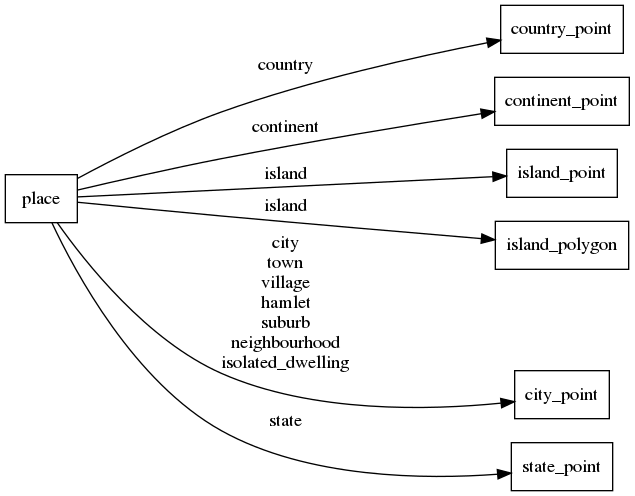 country_point
country
continent_point
continent
island_point
island
place
island
island_polygon
city
town
village
hamlet
suburb
neighbourhood
isolated_dwelling
city_point
state
state_point